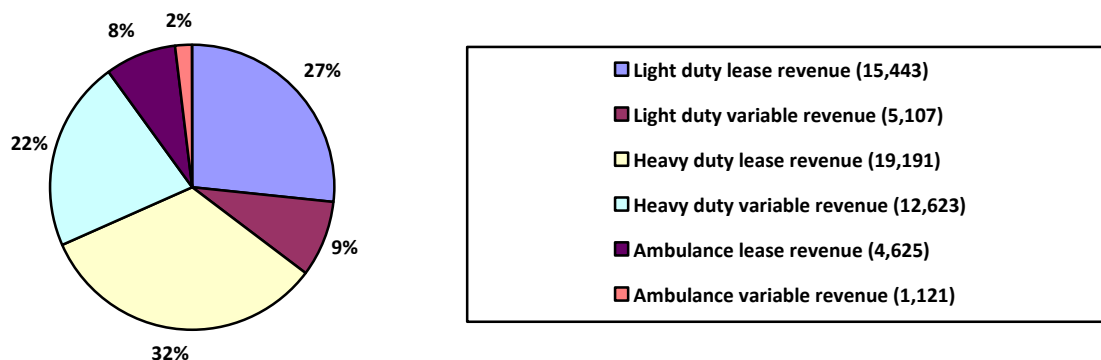 2%
8%
27%
22%
9%
32%
Light duty lease revenue (15,443)
Light duty variable revenue (5,107)
Heavy duty lease revenue (19,191)
Heavy duty variable revenue (12,623)
Ambulance lease revenue (4,625)
Ambulance variable revenue (1,121)